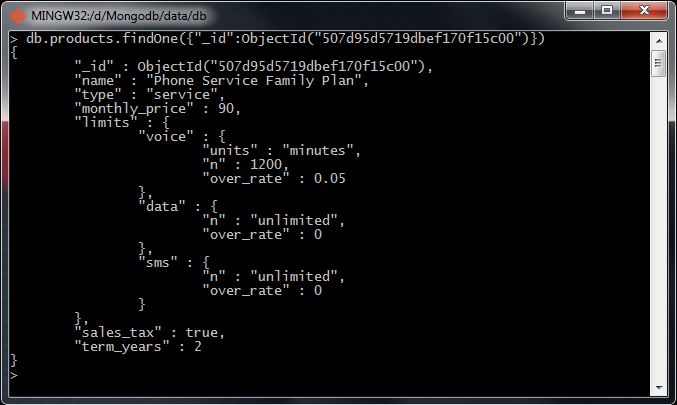 MINGW32:/d/Mongodb/data/db
> db.products.findOne({"_id":ObjectId("507d95d5719dbef170f15c00")})
{
        "_id" : ObjectId("507d95d5719dbef170f15c00"),
        "name" : "Phone Service Family Plan",
        "type" : "service",
        "monthly_price" : 90,
        "limits" : {
                "voice" : {
                        "units" : "minutes",
                        "n" : 1200,
                        "over_rate" : 0.05
                },
                "data" : {
                        "n" : "unlimited",
                        "over_rate" : 0
                },
                "sms" : {
                        "n" : "unlimited",
                        "over_rate" : 0
                }
        },
        "sales_tax" : true,
        "term_years" : 2
}
>